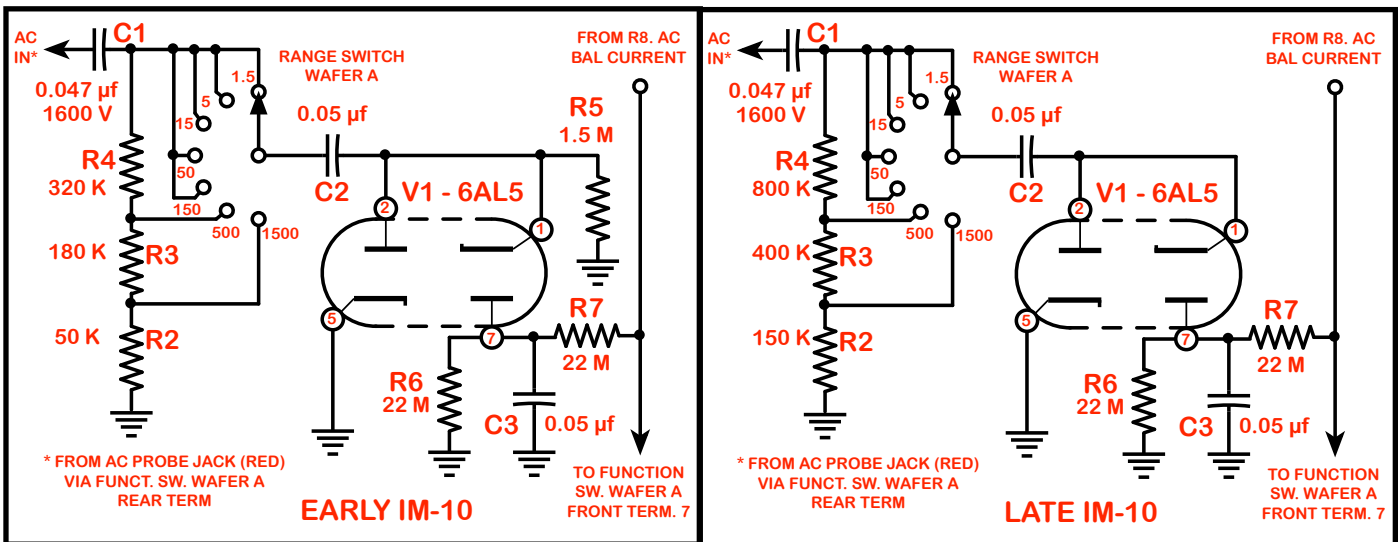 AC
IN*
C1
0.047 µf
1600 V
RANGE SWITCH
WAFER A
FROM R8. AC
BAL CURRENT
1.5
5
15
50
150
500
1500
0.05 µf
C2
R5
1.5 M
R4
320 K
V1 - 6AL5
2
1
180 K
R3
5
7
R7
22 M
50 K
R2
R6
22 M
C3
0.05 µf
* FROM AC PROBE JACK (RED)
VIA FUNCT. SW. WAFER A
REAR TERM
EARLY IM-10
TO FUNCTION
SW. WAFER A
FRONT TERM. 7
AC
IN*
C1
0.047 µf
1600 V
RANGE SWITCH
WAFER A
FROM R8. AC
BAL CURRENT
1.5
5
15
50
150
500
1500
0.05 µf
C2
R4
800 K
V1 - 6AL5
2
1
400 K
R3
5
7
R7
22 M
150 K
R2
R6
22 M
C3
0.05 µf
* FROM AC PROBE JACK (RED)
VIA FUNCT. SW. WAFER A
REAR TERM
LATE IM-10
TO FUNCTION
SW. WAFER A
FRONT TERM. 7